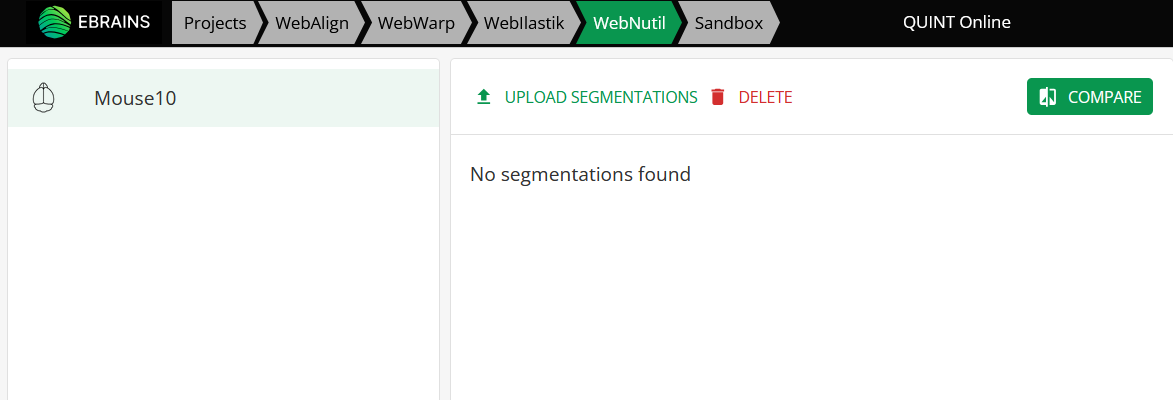 EBRAINS Projects WebAlign WebWarp WebIlastik WebNutil Sandbox QUINT Online
Mouse10
UPLOAD SEGMENTATIONS DELETE COMPARE
No segmentations found